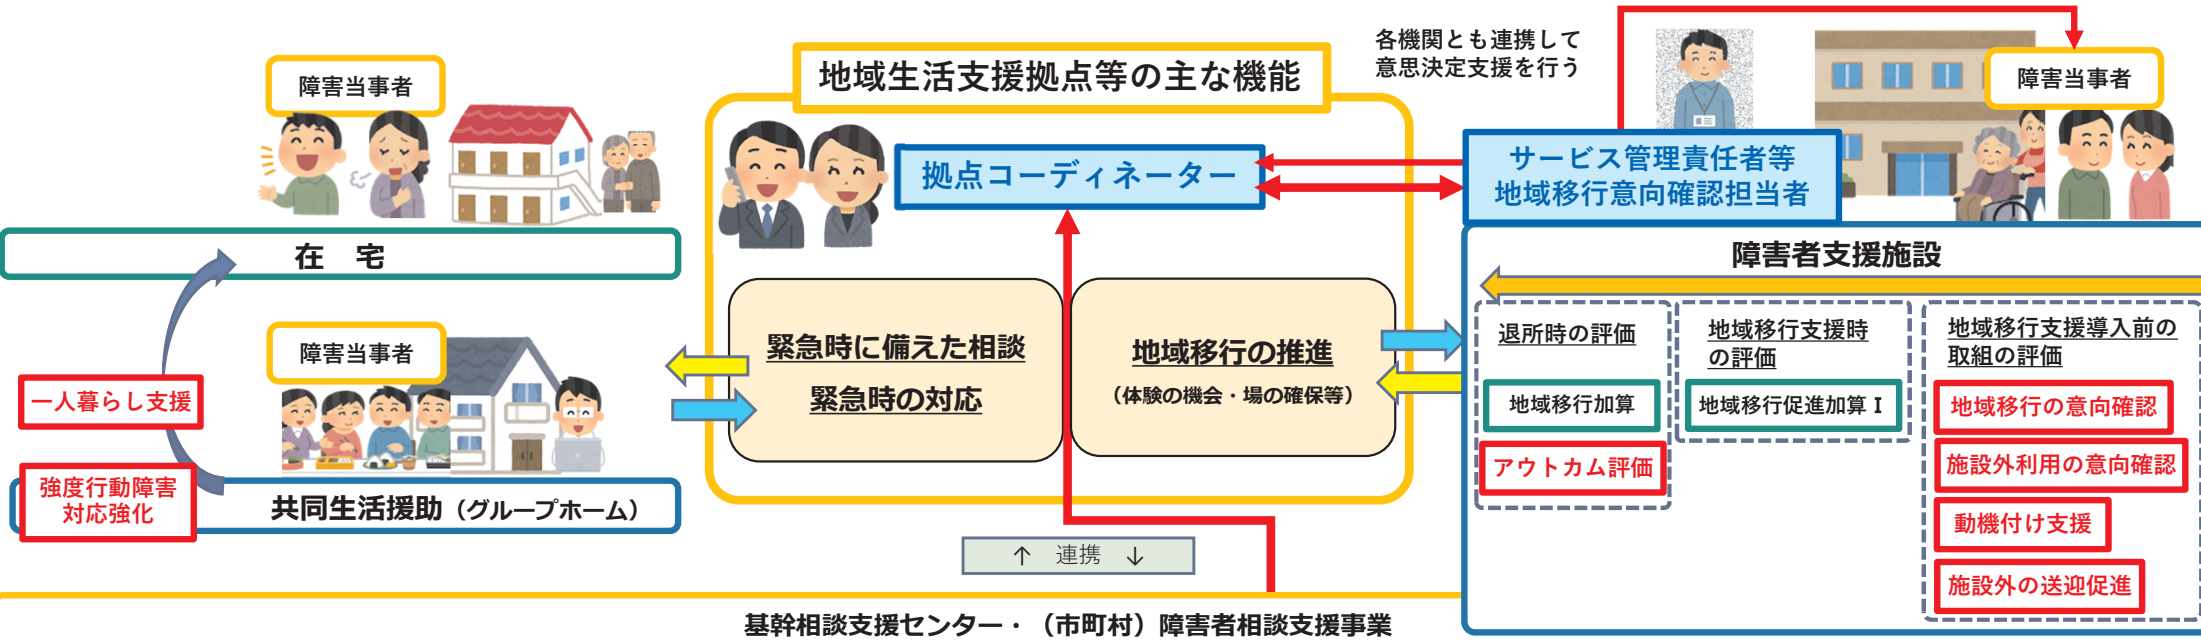 各機関とも連携して
意思決定支援を行う
地域生活支援拠点等の主な機能
障害当事者
障害当事者
拠点コーディネーター
サービス管理責任者等
地域移行意向確認担当者
在　宅
障害者支援施設
障害当事者
一人暮らし支援
強度行動障害
対応強化
共同生活援助（グループホーム）
緊急時に備えた相談
緊急時の対応
地域移行の推進
（体験の機会・場の確保等）
退所時の評価
地域移行加算
アウトカム評価
地域移行支援時
の評価
地域移行促進加算Ⅰ
地域移行支援導入前の
取組の評価
地域移行の意向確認
施設外利用の意向確認
動機付け支援
施設外の送迎促進
↑　連携　↓
基幹相談支援センター・（市町村）障害者相談支援事業